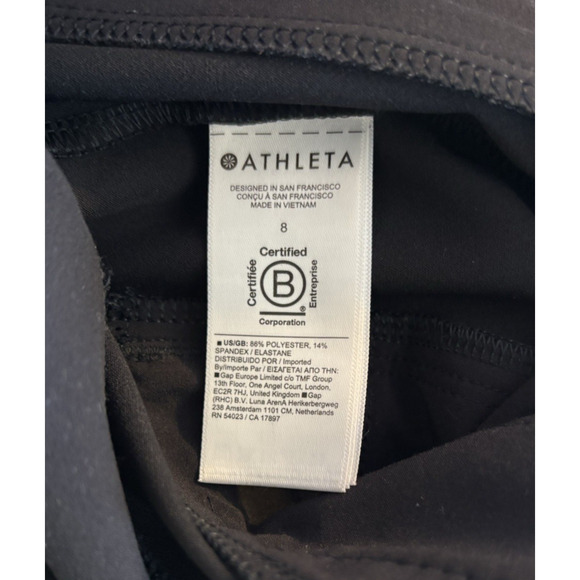 ATHLETA
DESIGNED IN SAN FRANCISCO
CONÇU À SAN FRANCISCO
MADE IN VIETNAM
8
Certified
Certifiée
B
®
Entreprise
Corporation
■ US/GB: 86% POLYESTER, 14%
SPANDEX / ELASTANE
DISTRIBUIDO POR / Imported
By/Importe Par / ΕΙΣΑΓΕΤΑΙ ΑΠΟ ΤΗΝ:
■Gap Europe Limited c/o TMF Group
13th Floor, One Angel Court, London,
EC2R 7HJ, United Kingdom ■Gap
(RHC) B.V. Luna ArenA Herikerbergweg
238 Amsterdam 1101 CM, Netherlands
RN 54023 / CA 17897